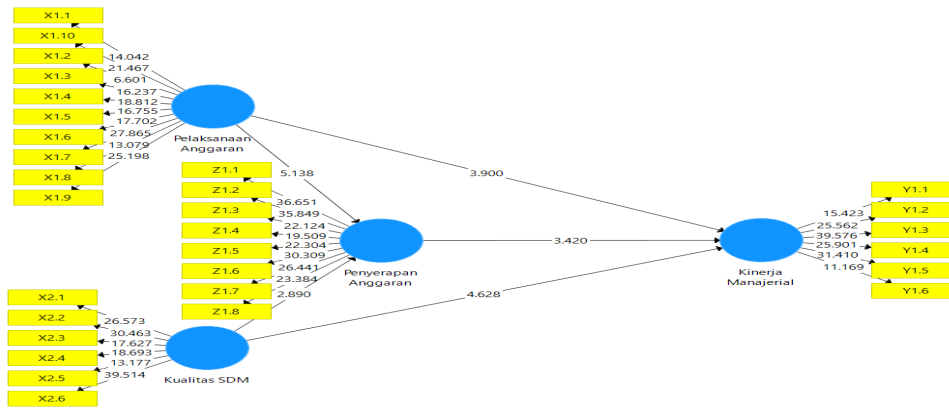 X1.1
X1.10
X1.2
X1.3
X1.4
X1.5
X1.6
X1.7
X1.8
X1.9
14.042
21.467
6.601
16.237
18.812
16.755
17.702
27.865
13.079
25.198
Pelaksanaan
Anggaran
5.138
3.900
Z1.1
Z1.2
Z1.3
Z1.4
Z1.5
Z1.6
Z1.7
Z1.8
36.651
35.849
22.124
19.509
22.304
30.309
26.441
23.384
2.890
Penyerapan
Anggaran
3.420
4.628
Y1.1
Y1.2
Y1.3
Y1.4
Y1.5
Y1.6
15.423
25.562
39.576
25.901
31.410
11.169
Kinerja
Manajerial
X2.1
X2.2
X2.3
X2.4
X2.5
X2.6
26.573
30.463
17.627
18.693
13.177
39.514
Kualitas SDM